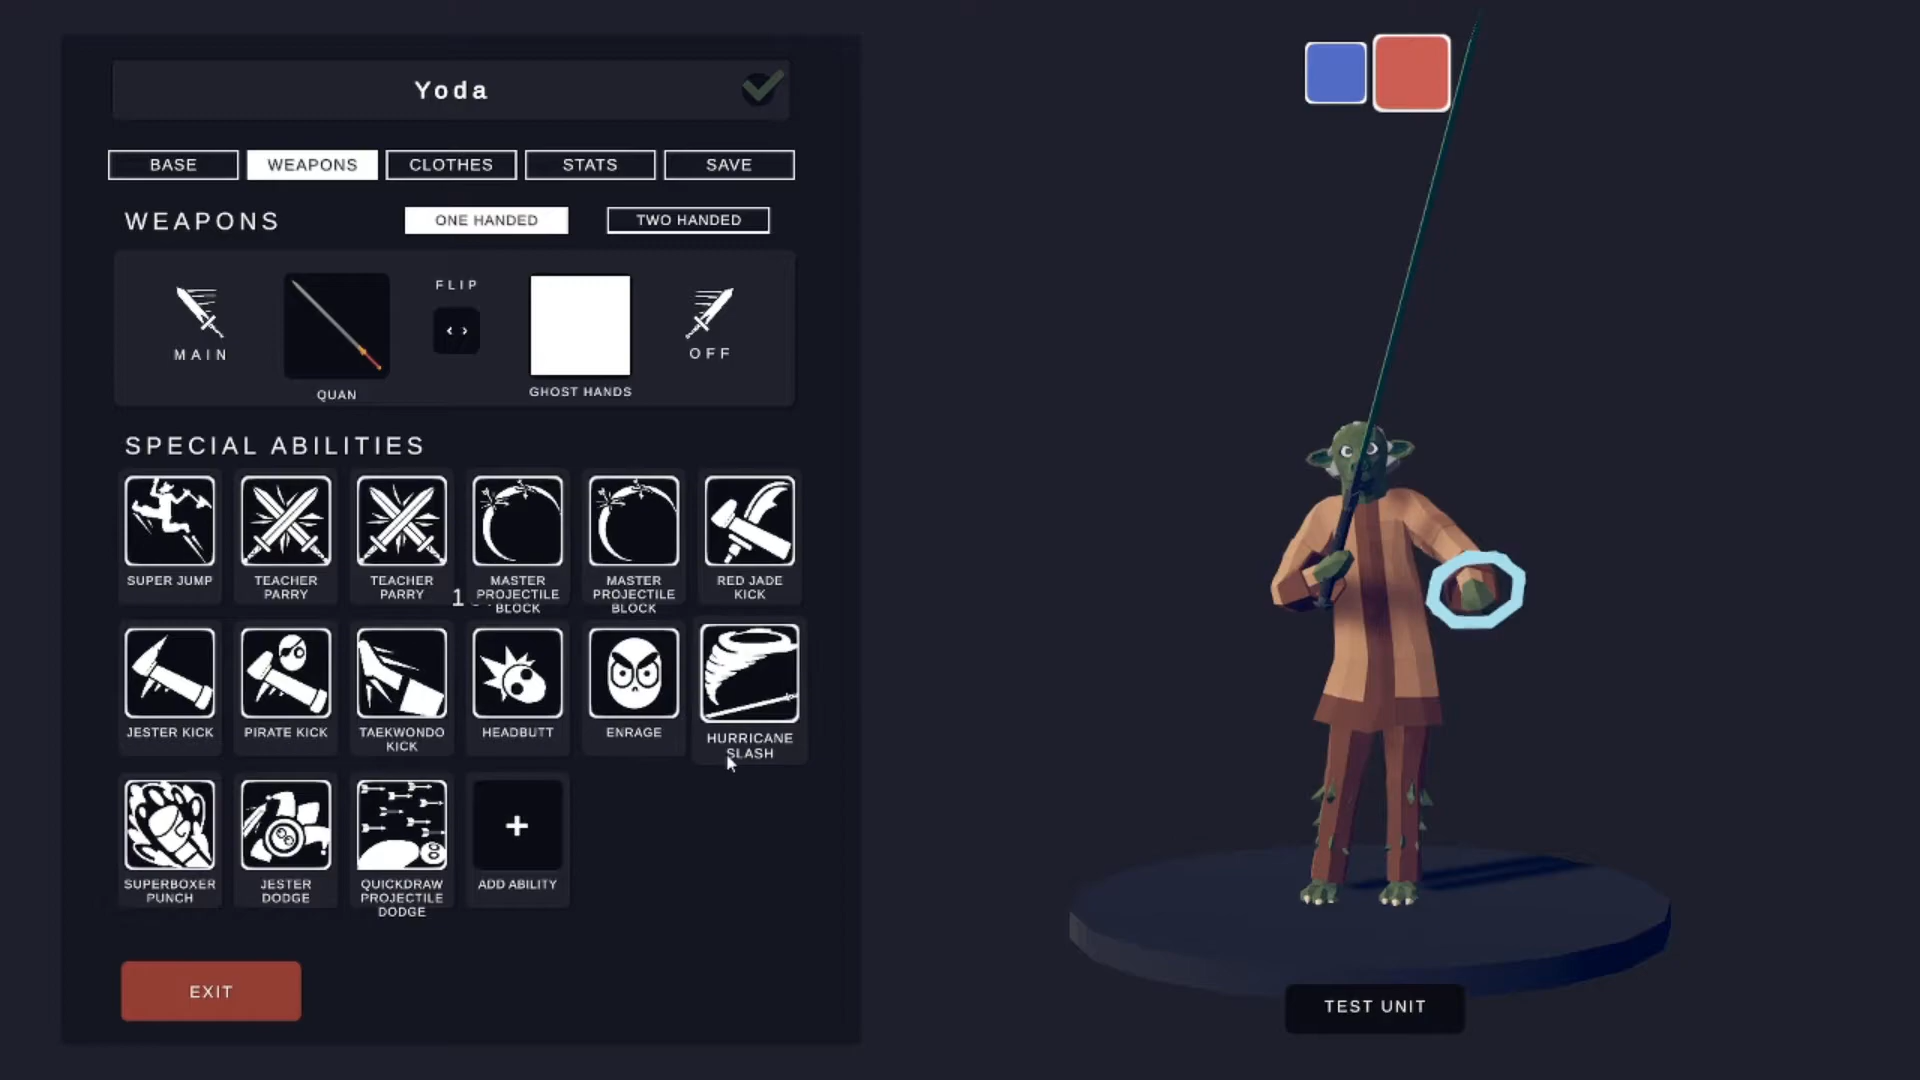 Yoda
BASE
WEAPONS
CLOTHES
STATS
SAVE
WEAPONS
ONE HANDED
TWO HANDED
MAIN
QUAN
FLIP
GHOST HANDS
OFF
SPECIAL ABILITIES
SUPER JUMP
TEACHER
PARRY
TEACHER
PARRY
MASTER
PROJECTILE
BLOCK
MASTER
PROJECTILE
BLOCK
RED JADE
KICK
JESTER KICK
PIRATE KICK
TAEKWONDO
KICK
HEADBUTT
ENRAGE
HURRICANE
SLASH
SUPERBOXER
PUNCH
JESTER
DODGE
QUICKDRAW
PROJECTILE
DODGE
+
ADD ABILITY
EXIT
TEST UNIT